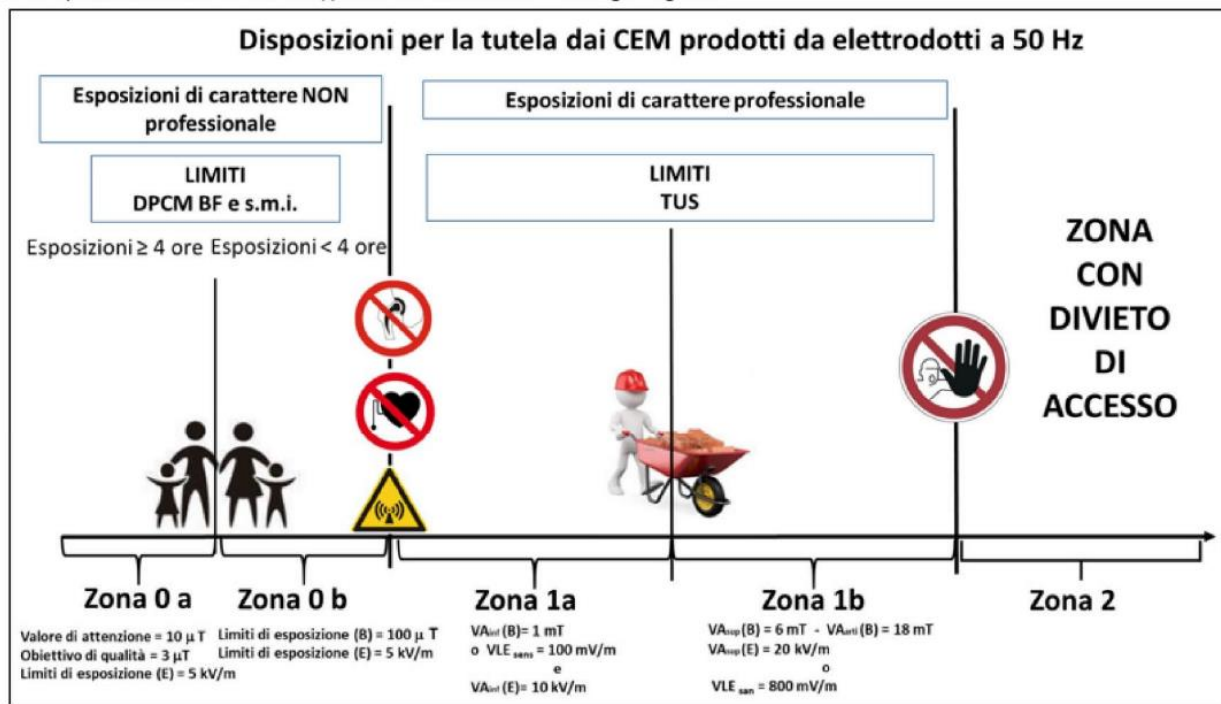 Disposizioni per la tutela dai CEM prodotti da elettrodotti a 50 Hz
Esposizioni di carattere NON
professionale
Esposizioni di carattere professionale
LIMITI
DPCM BF e s.m.i.
LIMITI
TUS
Esposizioni ≥ 4 ore Esposizioni < 4 ore
ZONA
CON
DIVIETO
DI
ACCESSO
Zona 0 a
Valore di attenzione = 10 μ T
Obiettivo di qualità = 3 μT
Limiti di esposizione (E) = 5 kV/m
Zona 0 b
Limiti di esposizione (B) = 100 μ T
Limiti di esposizione (E) = 5 kV/m
Zona 1a
VAinf (B)= 1 mT
o VLE sens = 100 mV/m
e
VAinf (E)= 10 kV/m
Zona 1b
VAsup (B) = 6 mT - VAarti (B) = 18 mT
VAsup (E) = 20 kV/m
o
VLE san = 800 mV/m
Zona 2